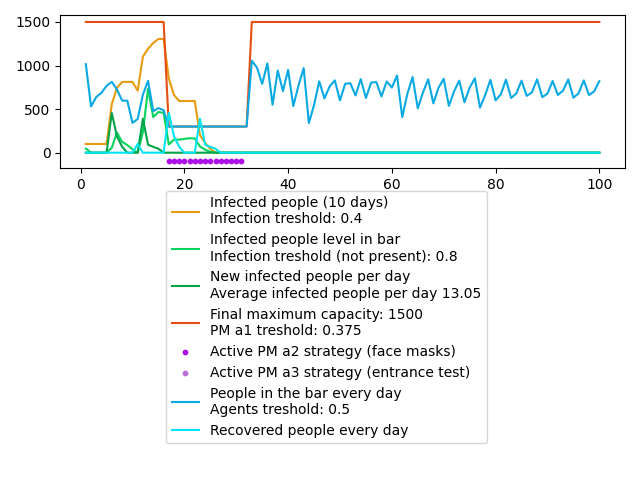 1500
1000
500
0
0 20 40 60 80 100
Infected people (10 days)
Infection treshold: 0.4
Infected people level in bar
Infection treshold (not present): 0.8
New infected people per day
Average infected people per day 13.05
Final maximum capacity: 1500
PM a1 treshold: 0.375
Active PM a2 strategy (face masks)
Active PM a3 strategy (entrance test)
People in the bar every day
Agents treshold: 0.5
Recovered people every day